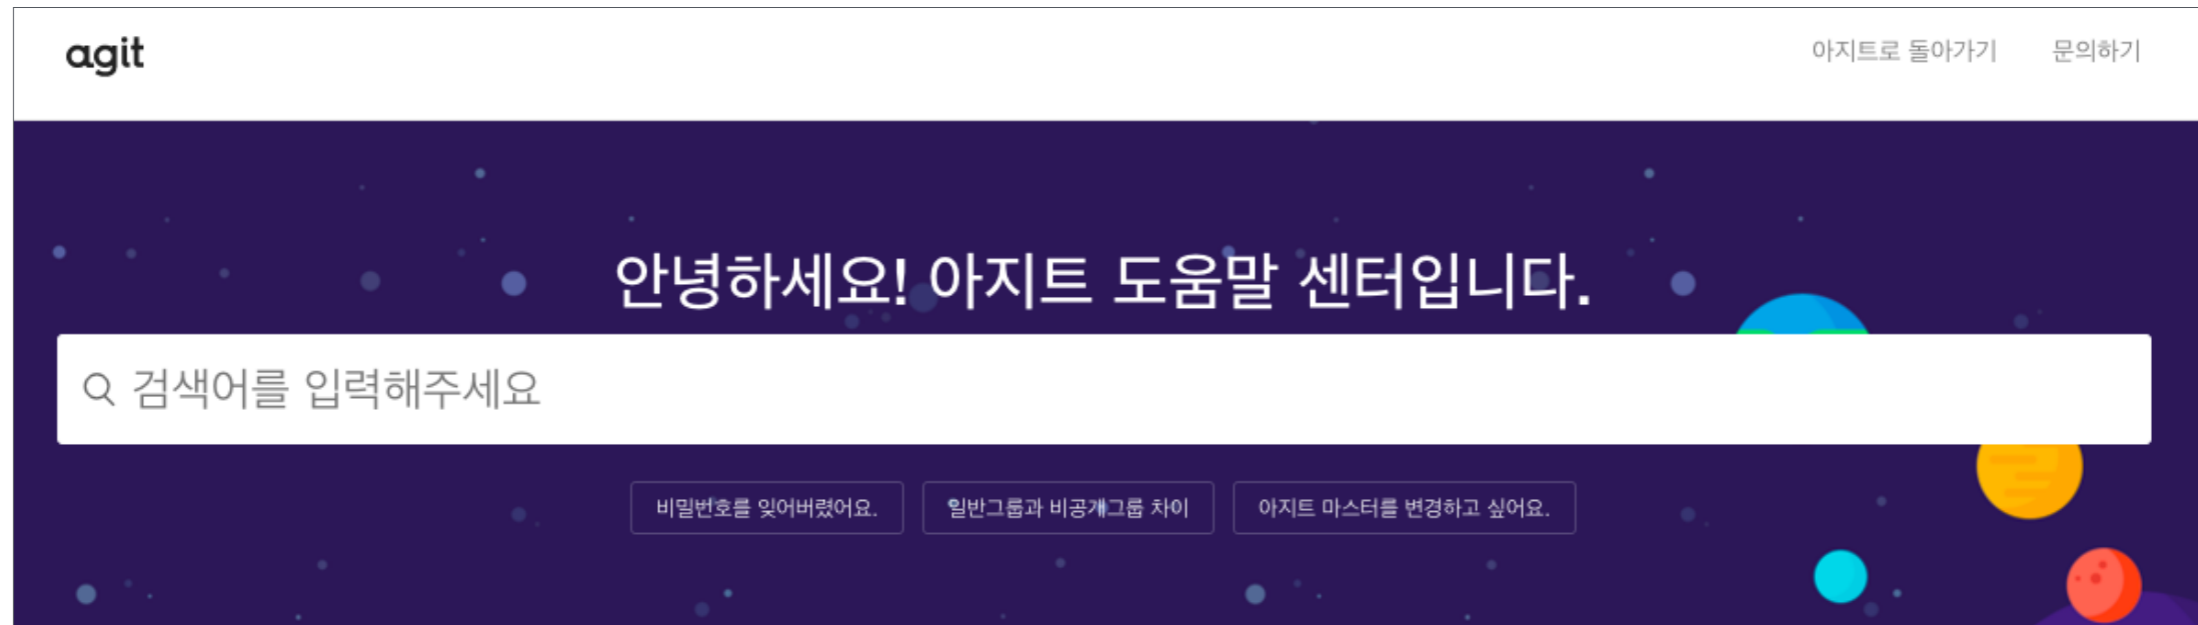 agit
아지트로 돌아가기 문의하기
안녕하세요! 아지트 도움말 센터입니다.
검색어를 입력해주세요
비밀번호를 잊어버렸어요. 일반그룹과 비공개그룹 차이 아지트 마스터를 변경하고 싶어요.